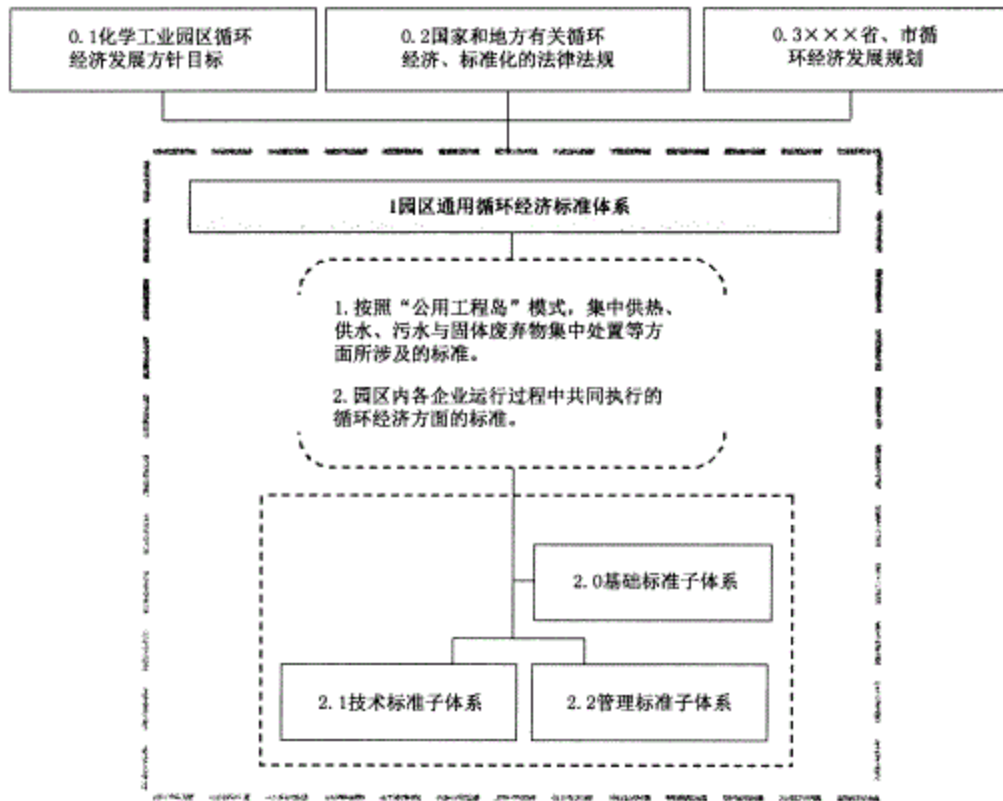 0.1化学工业园区循环
经济发展方针目标
0.2国家和地方有关循环
经济、标准化的法律法规
0.3×××省、市循
环经济发展规划
1园区通用循环经济标准体系
1.按照“公用工程岛”模式，集中供热、
供水、污水与固体废弃物集中处置等方
面所涉及的标准。
2.园区内各企业运行过程中共同执行的
循环经济方面的标准。
2.0基础标准子体系
2.1技术标准子体系
2.2管理标准子体系